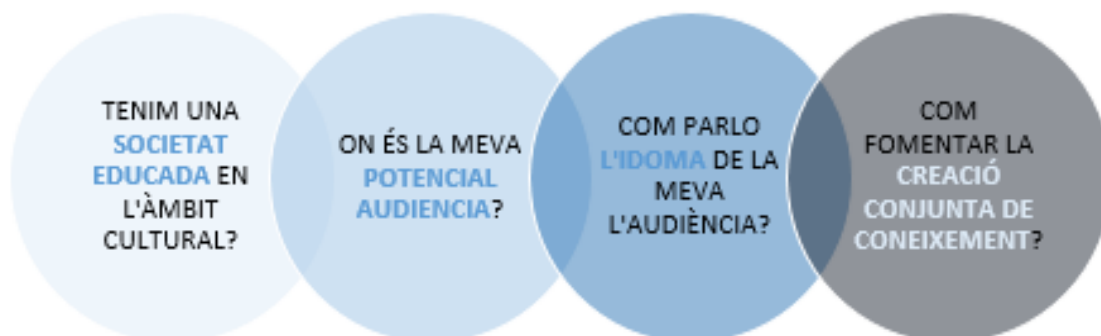 TENIM UNA
SOCIETAT
EDUCADA EN
L'ÀMBIT
CULTURAL?
ON ÉS LA MEVA
POTENCIAL
AUDIENCIA?
COM PARLO
L'IDOMA DE LA
MEVA
L'AUDIÈNCIA?
COM
FOMENTAR LA
CREACIÓ
CONJUNTA DE
CONEIXEMENT?